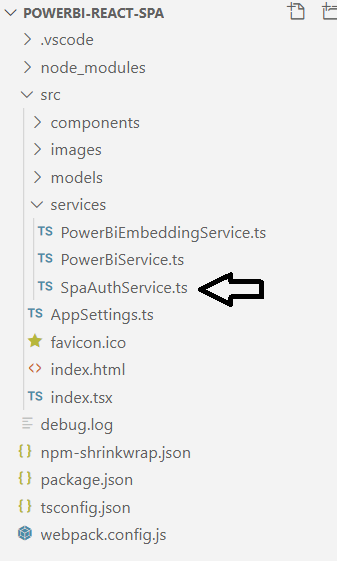 POWERBI-REACT-SPA
.vscode
node_modules
src
components
images
models
services
TS PowerBiEmbeddingService.ts
TS PowerBiService.ts
TS SpaAuthService.ts
TS AppSettings.ts
favicon.ico
<> index.html
TS index.tsx
debug.log
{} npm-shrinkwrap.json
{} package.json
{} tsconfig.json
webpack.config.js